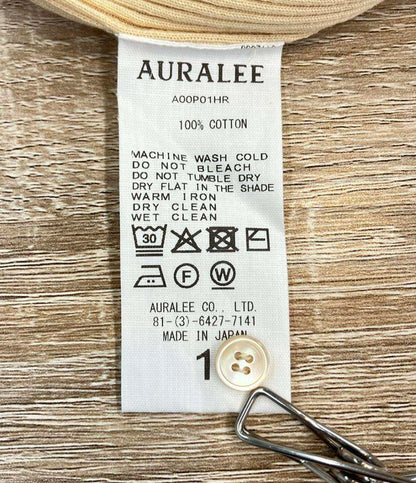 AURALEE
A00P01HR
100% COTTON
MACHINE WASH COLD
DO NOT BLEACH
DO NOT TUMBLE DRY
DRY FLAT IN THE SHADE
WARM IRON
DRY CLEAN
WET CLEAN
30
F W
AURALEE CO., LTD.
81-(3)-6427-7141
MADE IN JAPAN
1